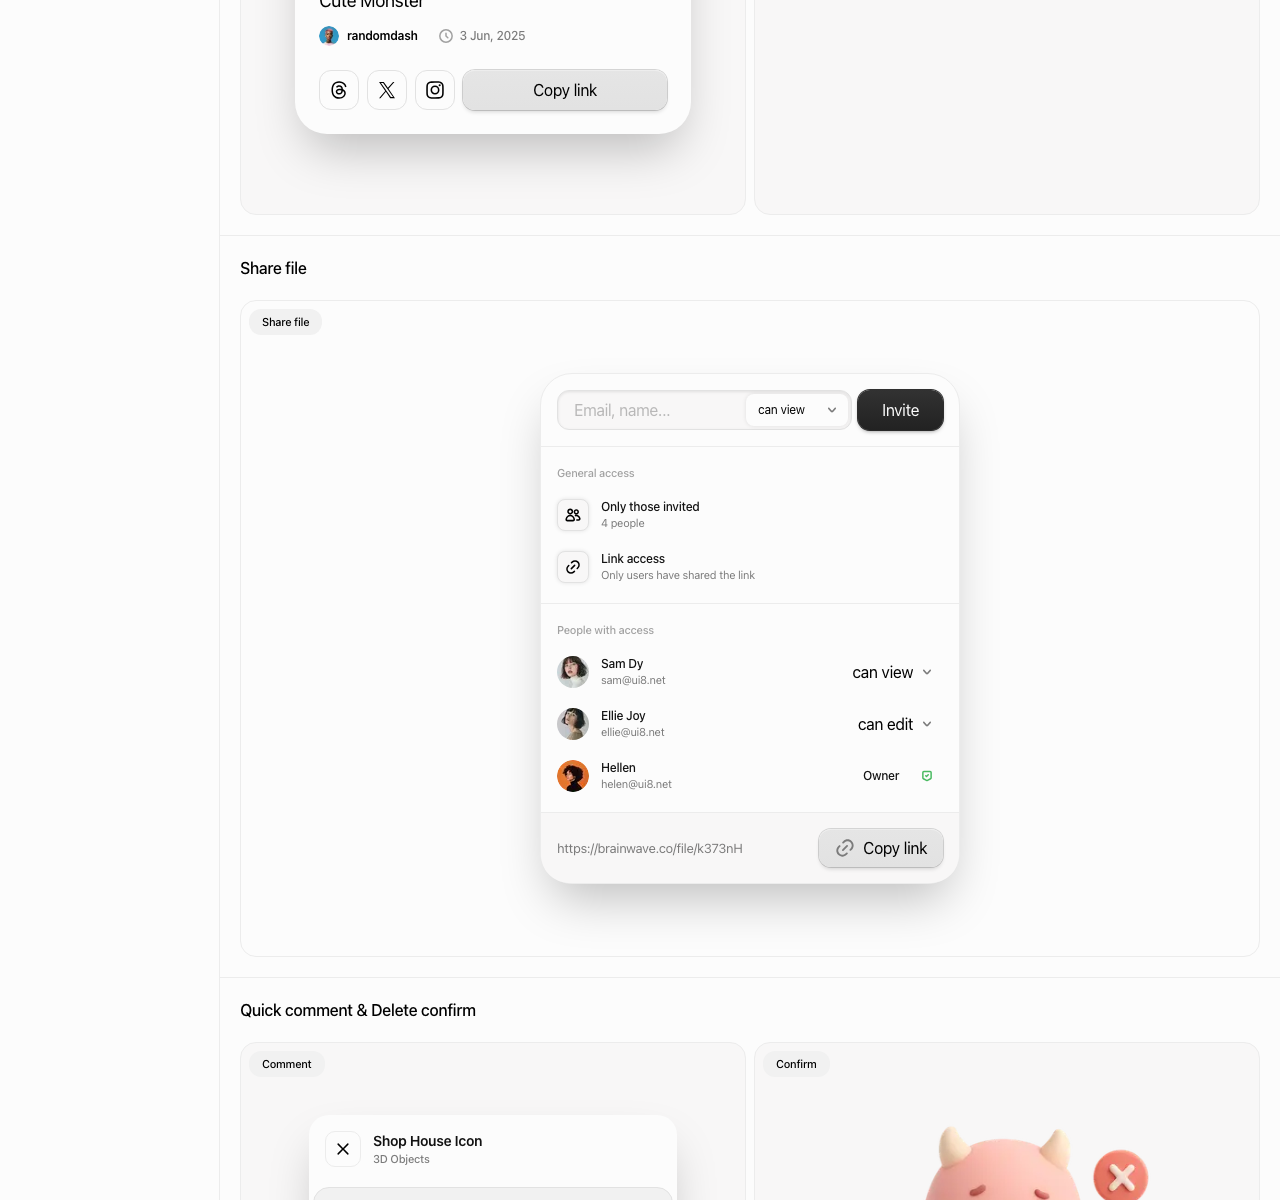 Cute Monster
randomdash
3 Jun, 2025
Copy link
Share file
Share file
Email, name...
can view
Invite
General access
Only those invited
4 people
Link access
Only users have shared the link
People with access
Sam Dy
sam@ui8.net
can view
Ellie Joy
ellie@ui8.net
can edit
Hellen
helen@ui8.net
Owner
https://brainwave.co/file/k373nH
Copy link
Quick comment & Delete confirm
Comment
Confirm
Shop House Icon
3D Objects